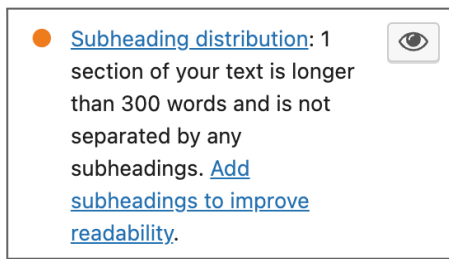 Subheading distribution: 1
section of your text is longer
than 300 words and is not
separated by any
subheadings. Add
subheadings to improve
readability.